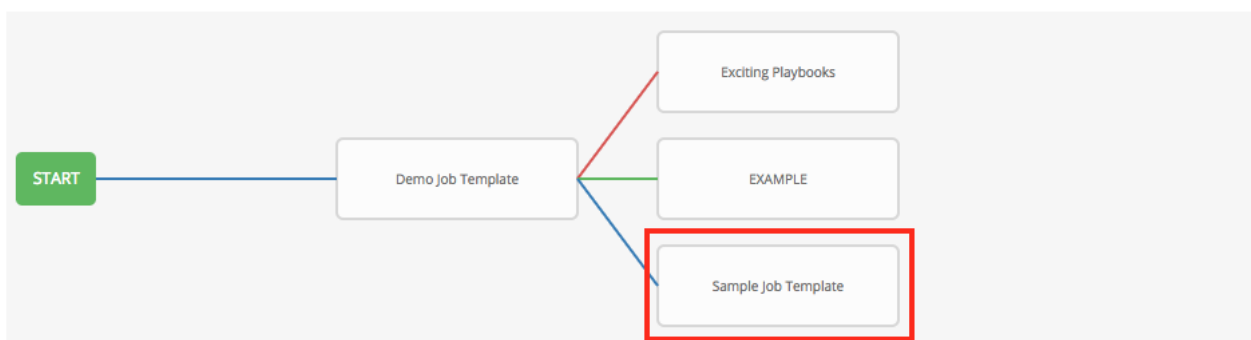 Exciting Playbooks
START
Demo Job Template
EXAMPLE
Sample Job Template